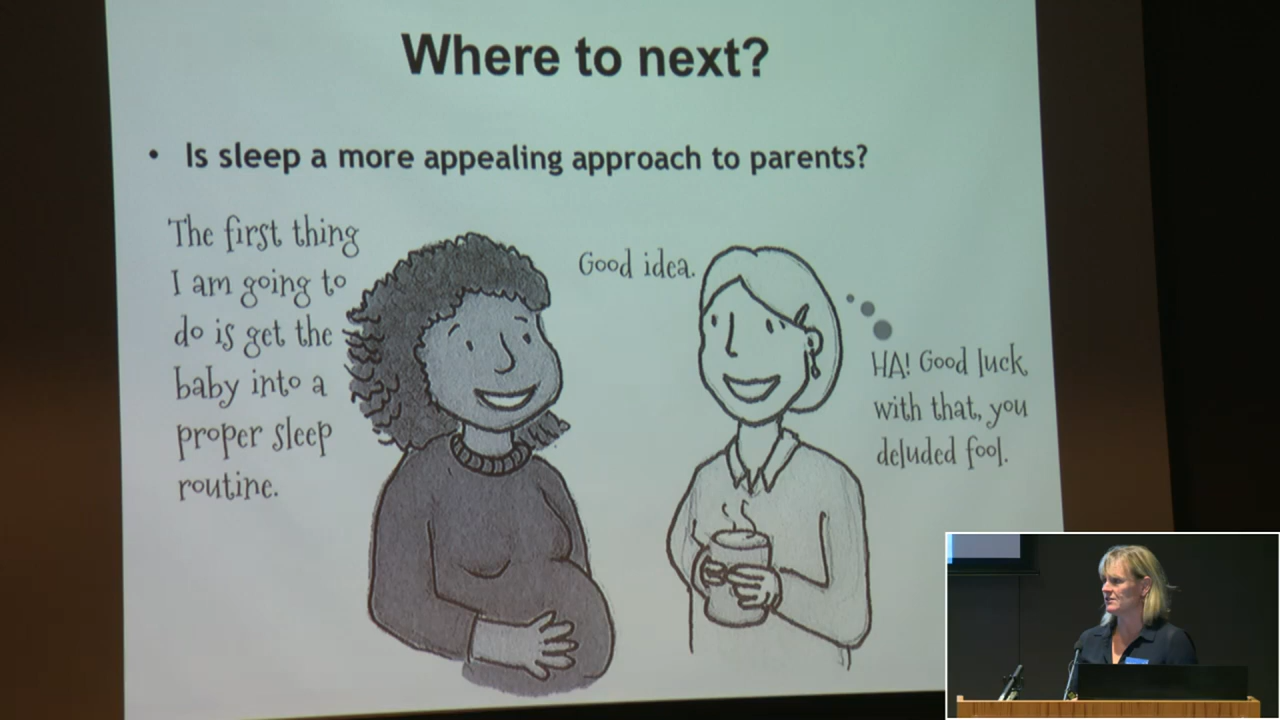 Where to next?
• Is sleep a more appealing approach to parents?
The first thing
I am going to
do is get the
baby into a
proper sleep
routine.
Good idea.
HA! Good luck
with that, you
deluded fool.